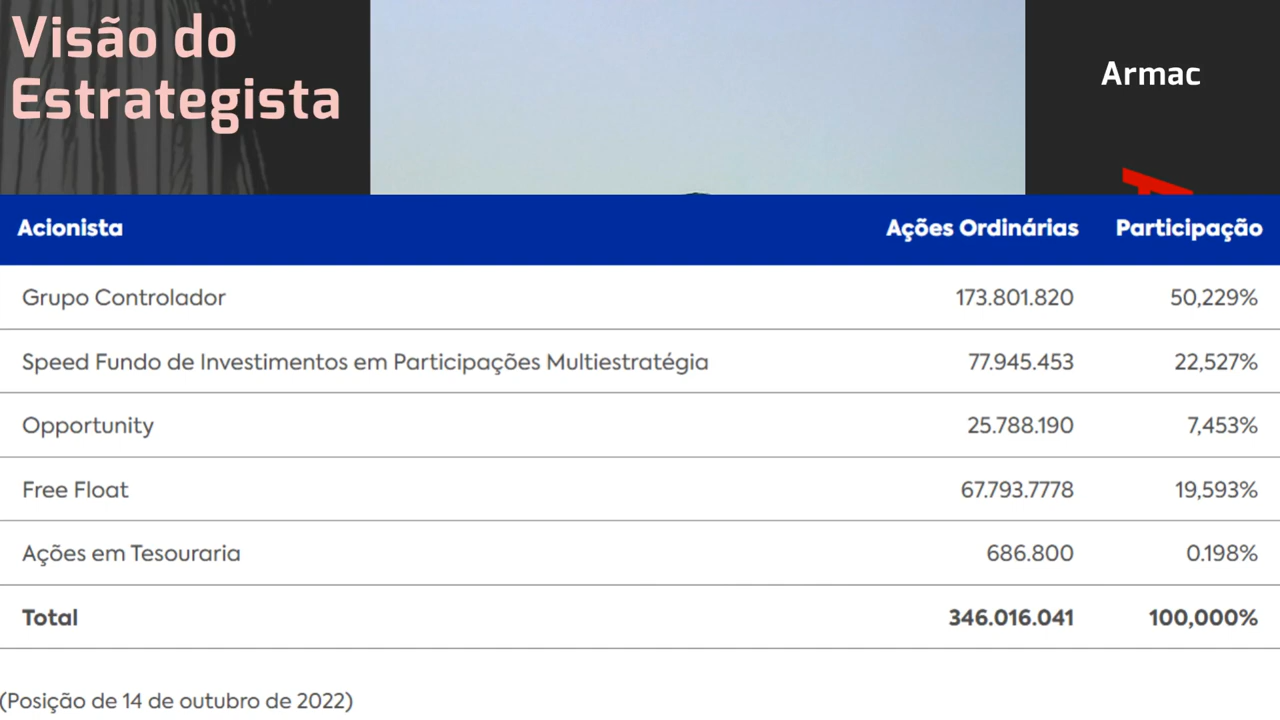 Visão do
Estrategista
Armac
Acionista Ações Ordinárias Participação
Grupo Controlador 173.801.820 50,229%
Speed Fundo de Investimentos em Participações Multiestratégia 77.945.453 22,527%
Opportunity 25.788.190 7,453%
Free Float 67.793.7778 19,593%
Ações em Tesouraria 686.800 0.198%
Total 346.016.041 100,000%
(Posição de 14 de outubro de 2022)